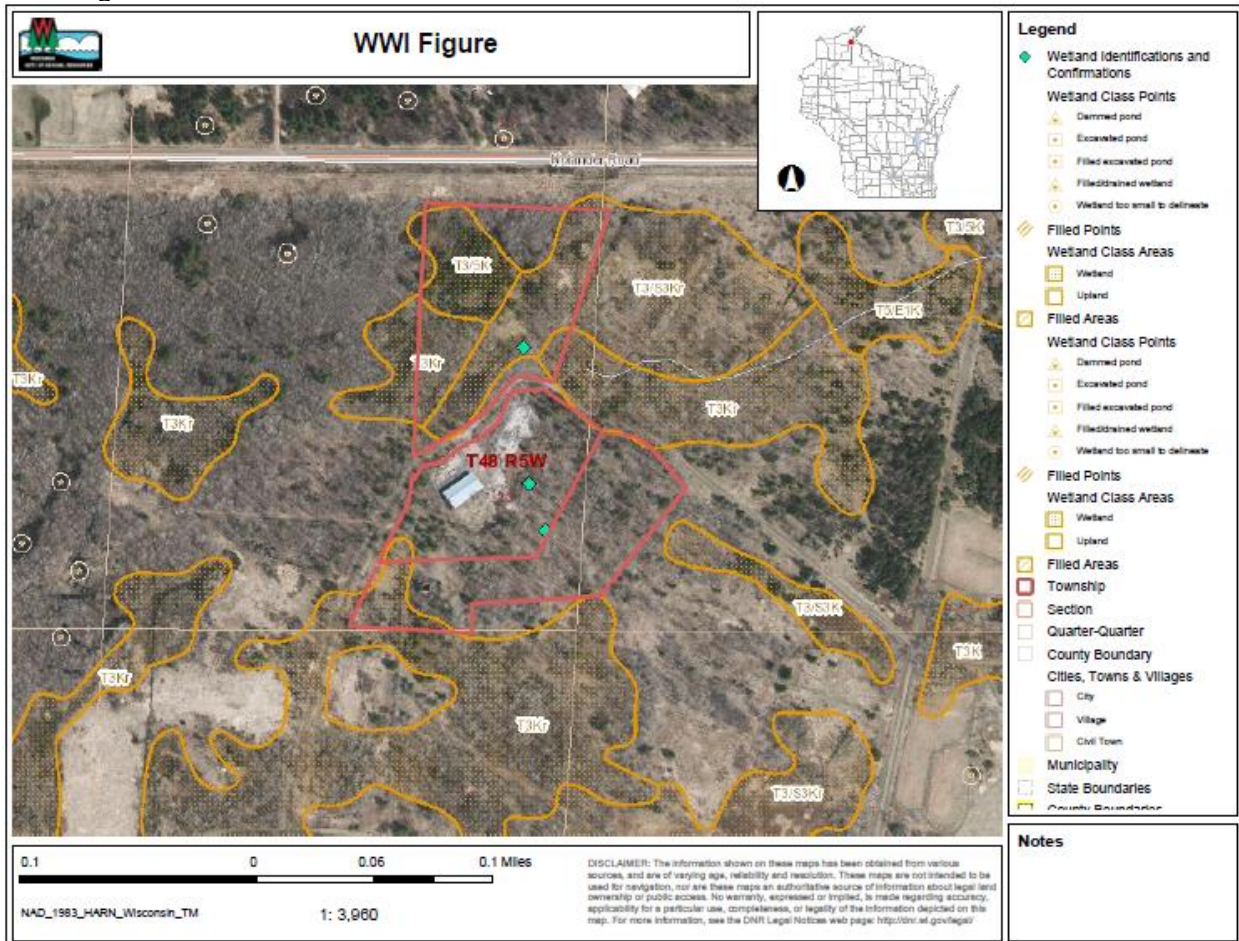 WWI Figure
Legend
Wetland Identifications and
Confirmations
Wetland Class Points
Dammed pond
Excavated pond
Filled excavated pond
Filled/drained wetland
Wetland too small to delineate
Filled Points
Wetland Class Areas
Wetland
Upland
Filled Areas
Wetland Class Points
Dammed pond
Excavated pond
Filled excavated pond
Filled/drained wetland
Wetland too small to delineate
Filled Points
Wetland Class Areas
Wetland
Upland
Filled Areas
Township
Section
Quarter-Quarter
County Boundary
Cities, Towns & Villages
City
Village
Civil Town
Municipality
State Boundaries
County Boundaries
Notes
Road
T3/5K
T3/5K
T3/S3Kr
T5/E1K
T3Kr
T3Kr
T3Kr
T3Kr
T48 R5W
T3/S3K
T3K
T3Kr
T3Kr
T3/S3Kr
0.1
0
0.06
0.1 Miles
NAD_1983_HARN_Wisconsin_TM
1: 3,960
DISCLAIMER: The information shown on these maps has been obtained from various
sources, and are of varying age, reliability and resolution. These maps are not intended to be
used for navigation, nor are these maps an authoritative source of information about legal land
ownership or public access. No warranty, expressed or implied, is made regarding accuracy,
applicability for a particular use, completeness, or legality of the information depicted on this
map. For more information, see the DNR Legal Notices web page: http://dnr.wi.gov/legal/